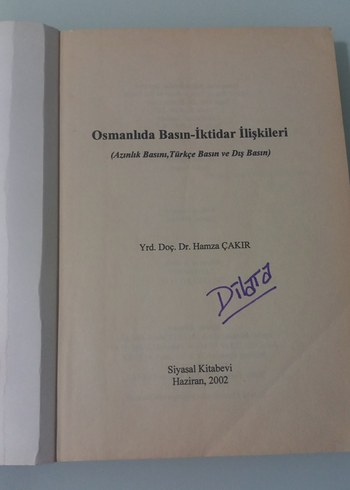 Osmanlıda Basın-İktidar İlişkileri
(Azınlık Basını,Türkçe Basın ve Dış Basın)
Yrd. Doç. Dr. Hamza ÇAKIR
Dilara
Siyasal Kitabevi
Haziran, 2002